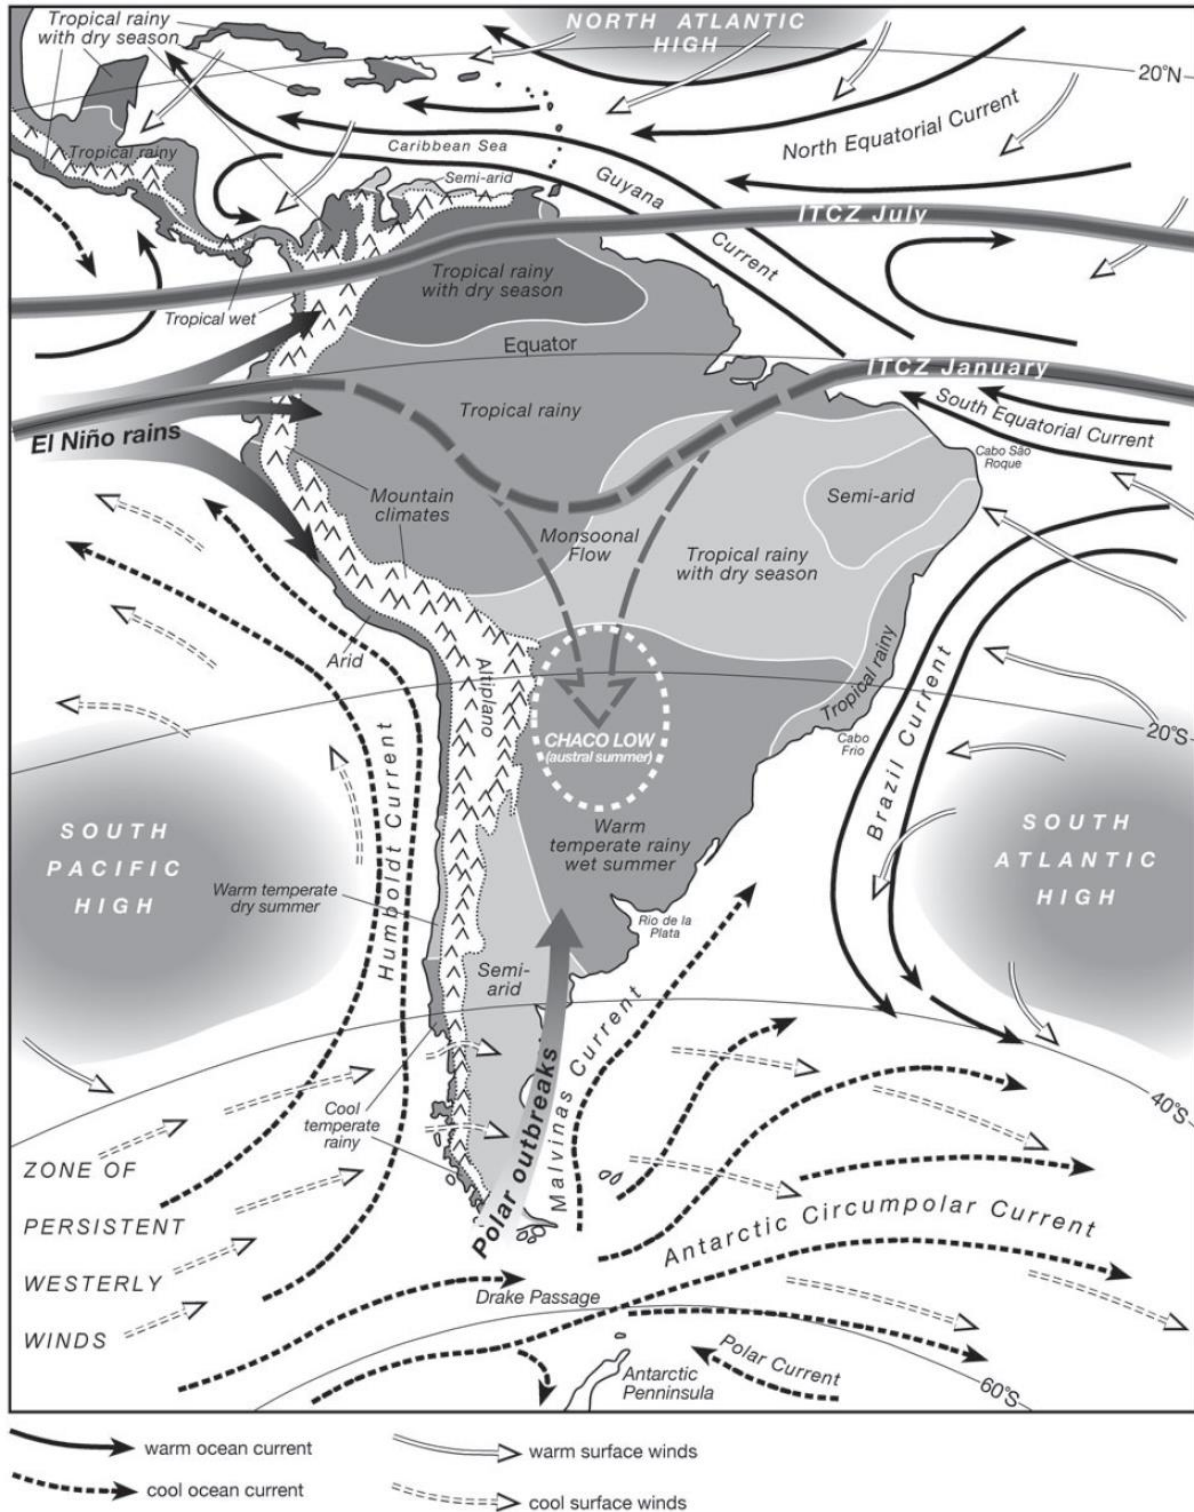 Tropical rainy
with dry season
NORTH ATLANTIC
HIGH
20°N
North Equatorial Current
Caribbean Sea
Tropical rainy
Semi-arid
Guyana
Current
ITCZ July
Tropical rainy
with dry season
Tropical wet
Equator
ITCZ January
Tropical rainy
South Equatorial Current
El Niño rains
Cabo São
Roque
Mountain
climates
Semi-arid
Monsoonal
Flow
Tropical rainy
with dry season
Arid
Altiplano
Tropical rainy
Brazil Current
20°S
Humboldt Current
CHACO LOW
(austral summer)
Cabo
Frio
SOUTH
PACIFIC
HIGH
Warm
temperate rainy
wet summer
SOUTH
ATLANTIC
HIGH
Warm temperate
dry summer
Rio de la
Plata
Semi-
arid
Polar outbreaks
Malvinas Current
40°S
Cool
temperate
rainy
ZONE OF
PERSISTENT
WESTERLY
WINDS
Antarctic Circumpolar Current
Drake Passage
Polar Current
Antarctic
Penninsula
60°S
warm ocean current
warm surface winds
cool ocean current
cool surface winds